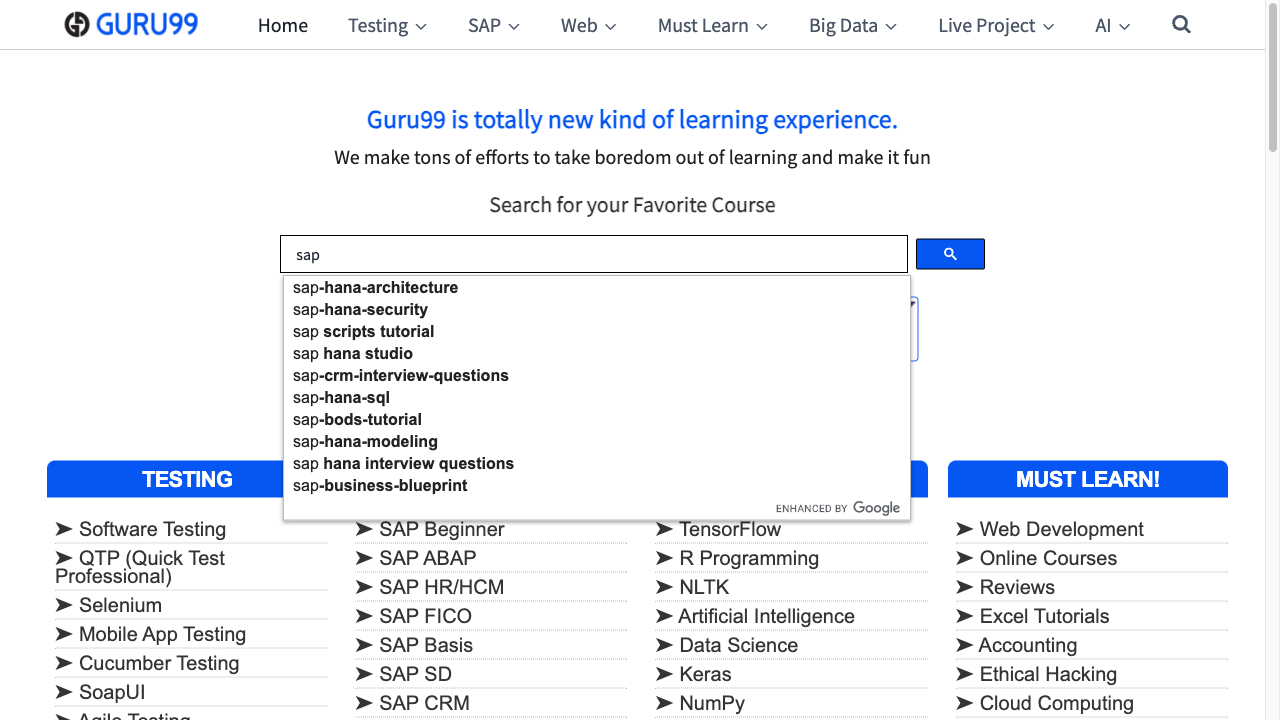 GURU99
Home
Testing
SAP
Web
Must Learn
Big Data
Live Project
AI
Guru99 is totally new kind of learning experience.
We make tons of efforts to take boredom out of learning and make it fun
Search for your Favorite Course
sap
sap-hana-architecture
sap-hana-security
sap scripts tutorial
sap hana studio
sap-crm-interview-questions
sap-hana-sql
sap-bods-tutorial
sap-hana-modeling
sap hana interview questions
sap-business-blueprint
ENHANCED BY Google
TESTING
➤ Software Testing
➤ QTP (Quick Test
Professional)
➤ Selenium
➤ Mobile App Testing
➤ Cucumber Testing
➤ SoapUI
➤ Agile Testing
➤ SAP Beginner
➤ SAP ABAP
➤ SAP HR/HCM
➤ SAP FICO
➤ SAP Basis
➤ SAP SD
➤ SAP CRM
➤ TensorFlow
➤ R Programming
➤ NLTK
➤ Artificial Intelligence
➤ Data Science
➤ Keras
➤ NumPy
MUST LEARN!
➤ Web Development
➤ Online Courses
➤ Reviews
➤ Excel Tutorials
➤ Accounting
➤ Ethical Hacking
➤ Cloud Computing